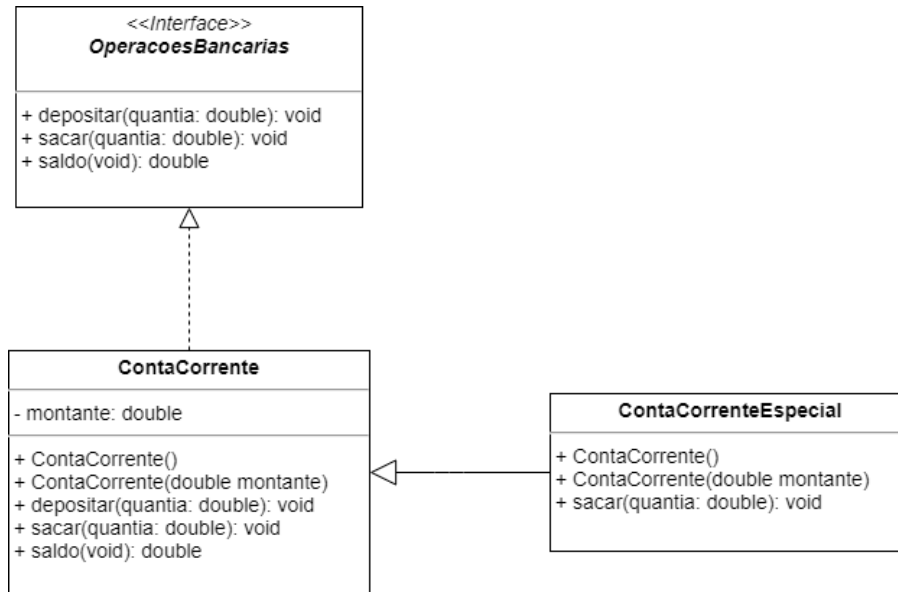 <<Interface>>
OperacoesBancarias
+ depositar(quantia: double): void
+ sacar(quantia: double): void
+ saldo(void): double
ContaCorrente
- montante: double
+ ContaCorrente()
+ ContaCorrente(double montante)
+ depositar(quantia: double): void
+ sacar(quantia: double): void
+ saldo(void): double
ContaCorrenteEspecial
+ ContaCorrente()
+ ContaCorrente(double montante)
+ sacar(quantia: double): void